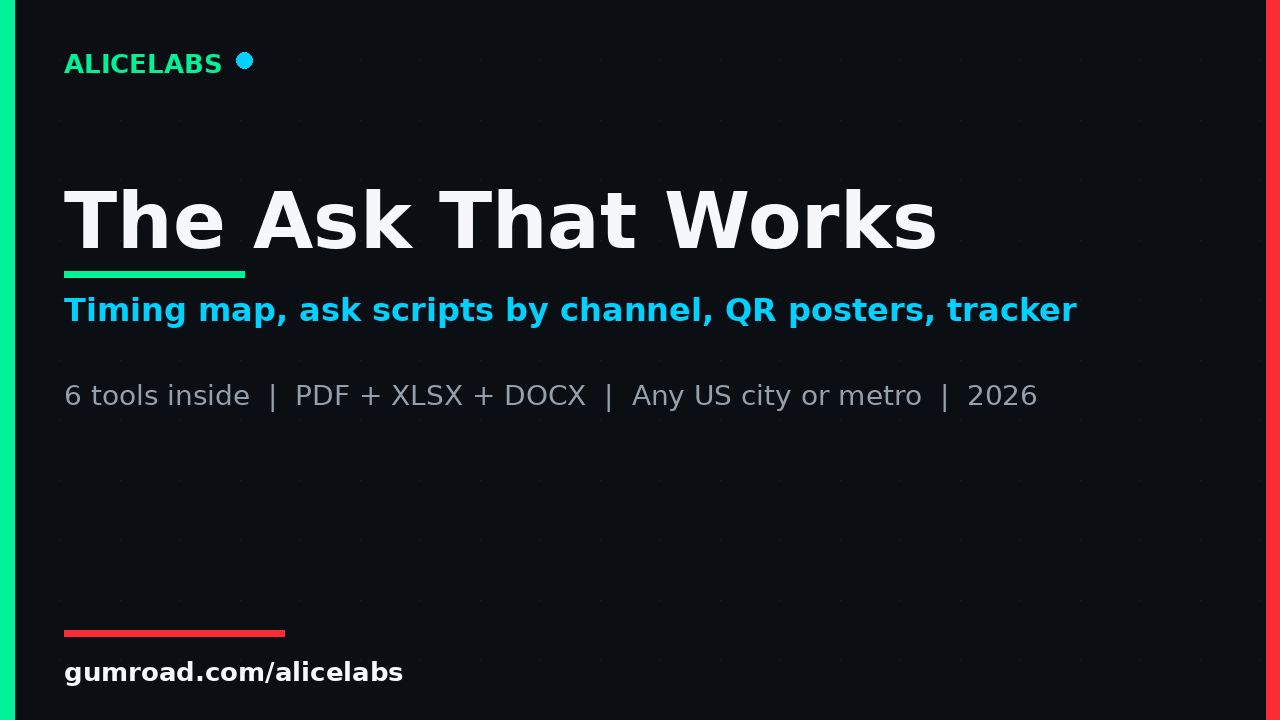 ALICELABS
The Ask That Works
Timing map, ask scripts by channel, QR posters, tracker
6 tools inside | PDF + XLSX + DOCX | Any US city or metro | 2026
gumroad.com/alicelabs